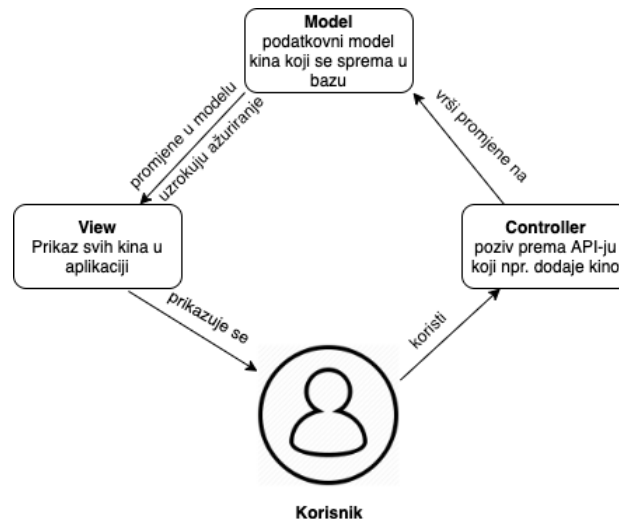 Model
podatkovni model
kina koji se sprema u
bazu
promjene u modelu
uzrokuju ažuriranje
vrši promjene na
View
Prikaz svih kina u
aplikaciji
Controller
poziv prema API-ju
koji npr. dodaje kino
prikazuje se
koristi
Korisnik